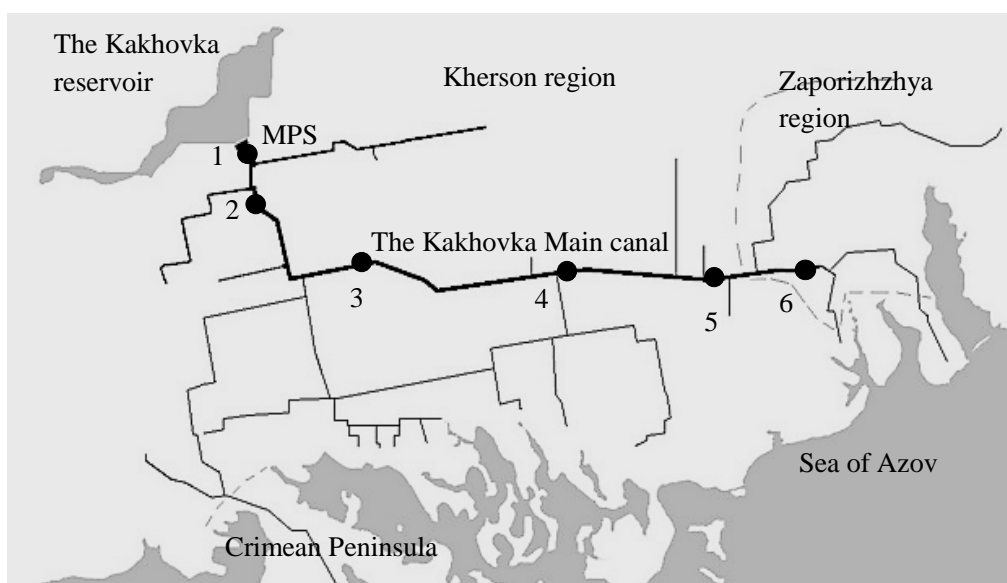 The Kakhovka
reservoir
Kherson region
Zaporizhzhya
region
MPS
1
2
The Kakhovka Main canal
3
4
5
6
Sea of Azov
Crimean Peninsula